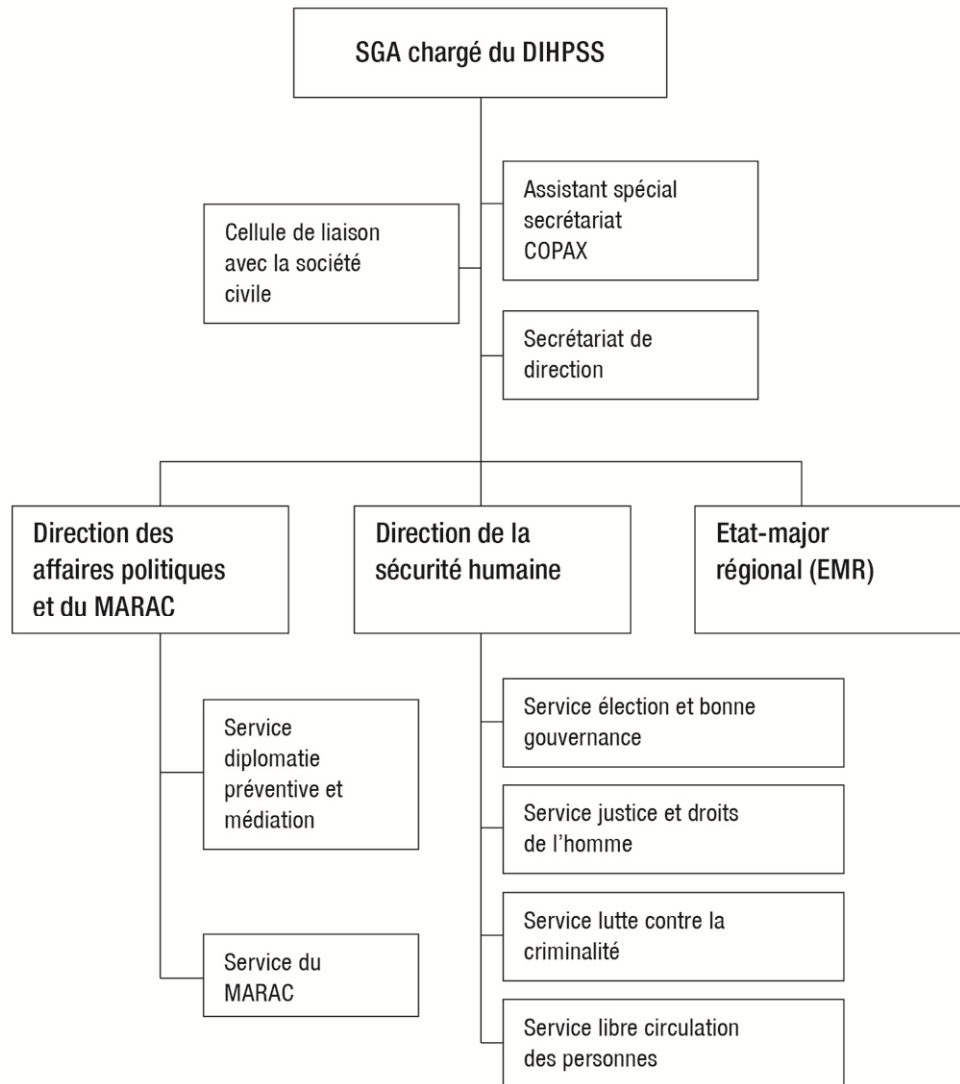 SGA chargé du DIHPSS
Assistant spécial
secrétariat
COPAX
Cellule de liaison
avec la société
civile
Secrétariat de
direction
Direction des
affaires politiques
et du MARAC
Direction de la
sécurité humaine
Etat-major
régional (EMR)
Service
diplomatie
préventive et
médiation
Service du
MARAC
Service élection et bonne
gouvernance
Service justice et droits
de l’homme
Service lutte contre la
criminalité
Service libre circulation
des personnes